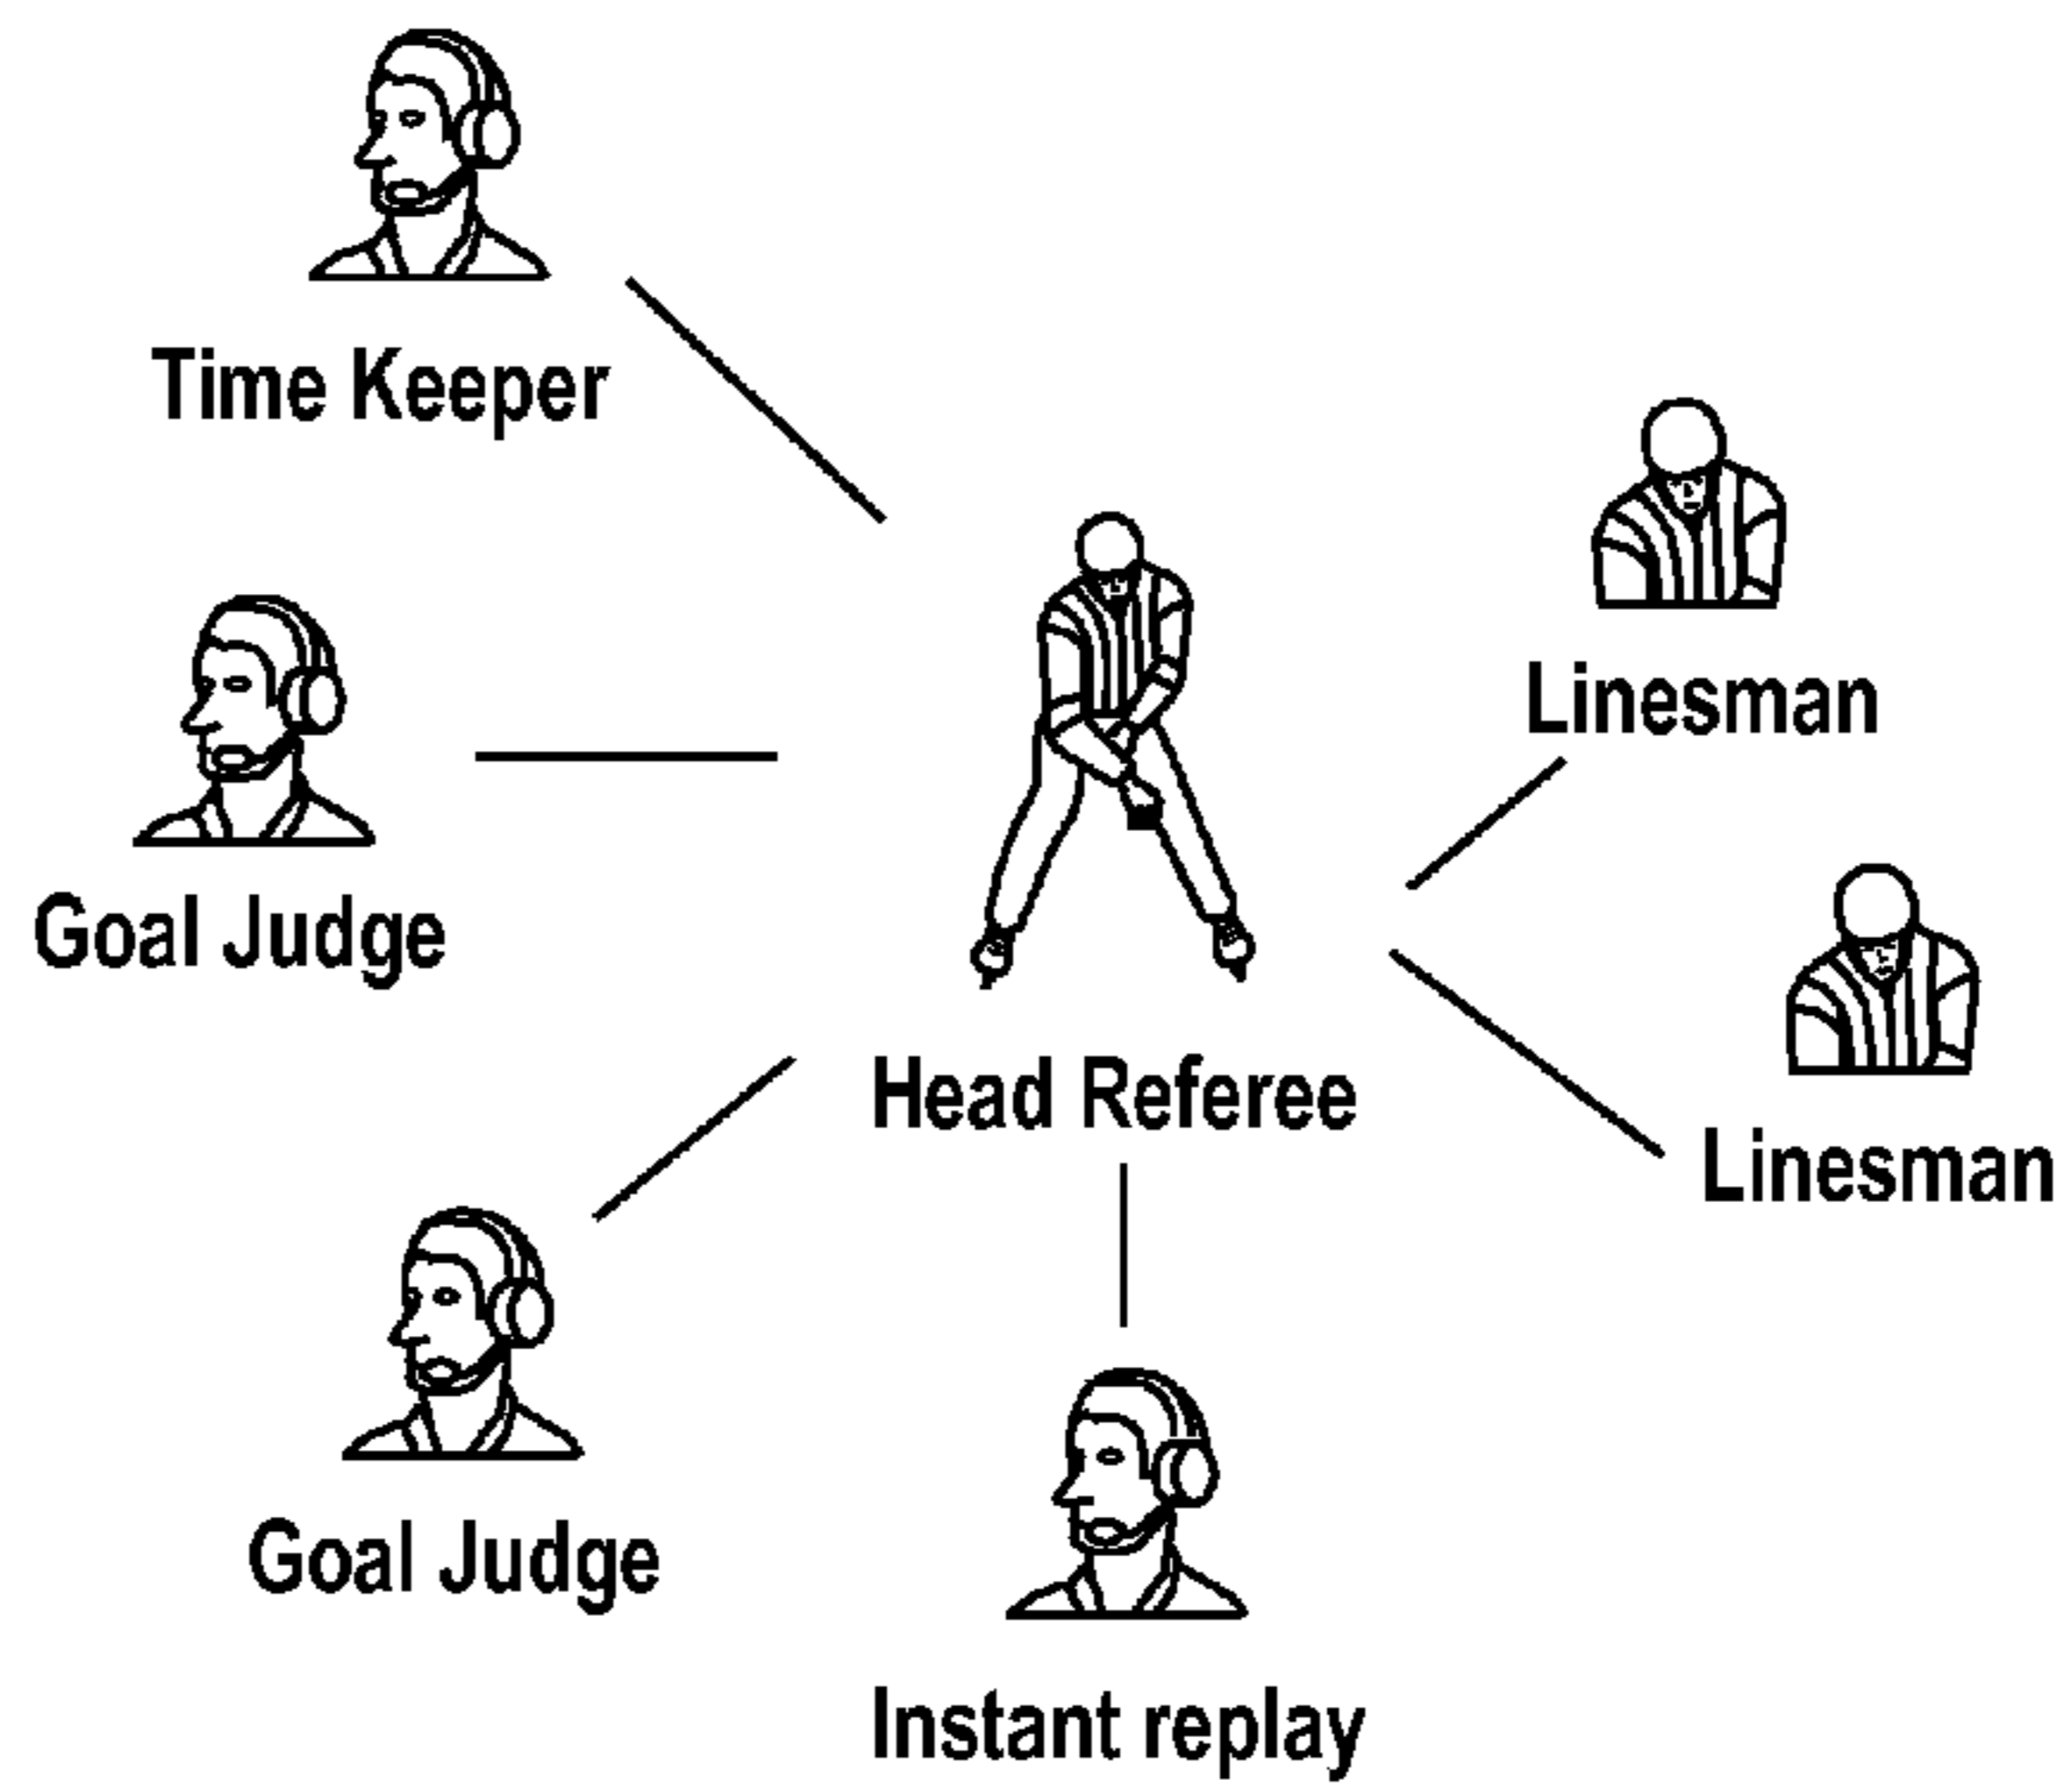 Time Keeper
Linesman
Goal Judge
Head Referee
Linesman
Goal Judge
Instant replay